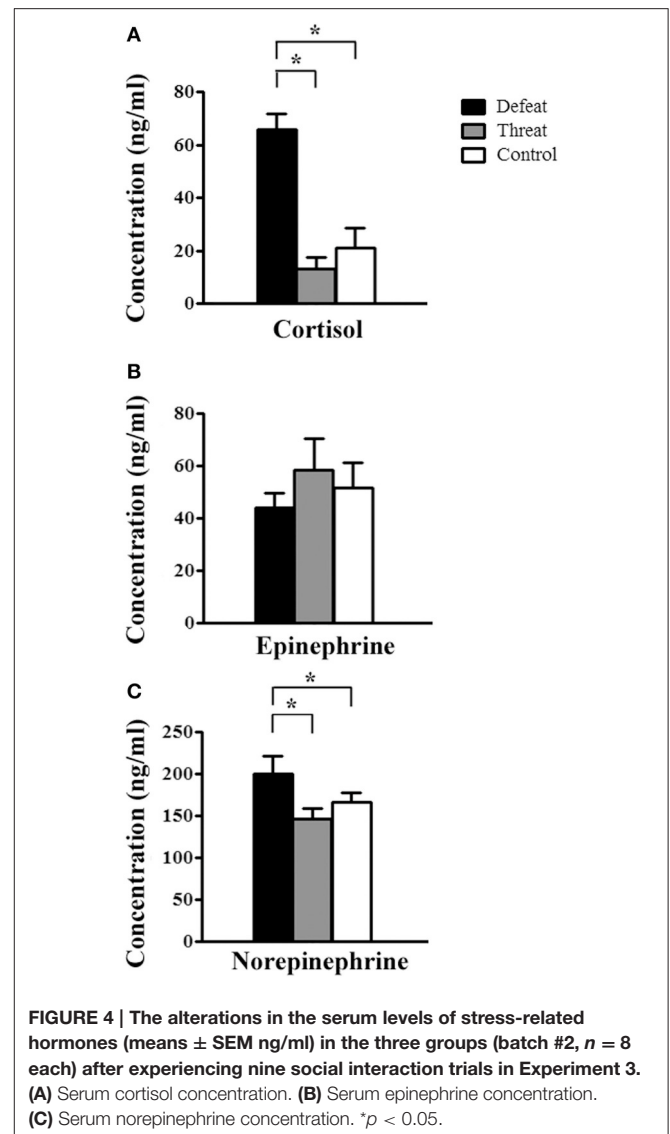 A
*
*
Concentration (ng/ml)
80
60
40
20
0
Defeat
Threat
Control
Cortisol
B
Concentration (ng/ml)
80
60
40
20
0
Epinephrine
C
*
*
Concentration (ng/ml)
250
200
150
100
50
0
Norepinephrine
FIGURE 4 | The alterations in the serum levels of stress-related
hormones (means ± SEM ng/ml) in the three groups (batch #2, n = 8
each) after experiencing nine social interaction trials in Experiment 3.
(A) Serum cortisol concentration. (B) Serum epinephrine concentration.
(C) Serum norepinephrine concentration. *p < 0.05.